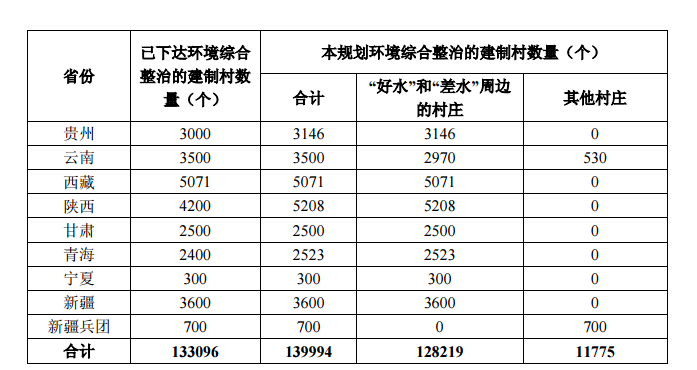 省份 已下达环境综合整治的建制村数量（个） 本规划环境综合整治的建制村数量（个）
合计 “好水”和“差水”周边的村庄 其他村庄
贵州 3000 3146 3146 0
云南 3500 3500 2970 530
西藏 5071 5071 5071 0
陕西 4200 5208 5208 0
甘肃 2500 2500 2500 0
青海 2400 2523 2523 0
宁夏 300 300 300 0
新疆 3600 3600 3600 0
新疆兵团 700 700 0 700
合计 133096 139994 128219 11775